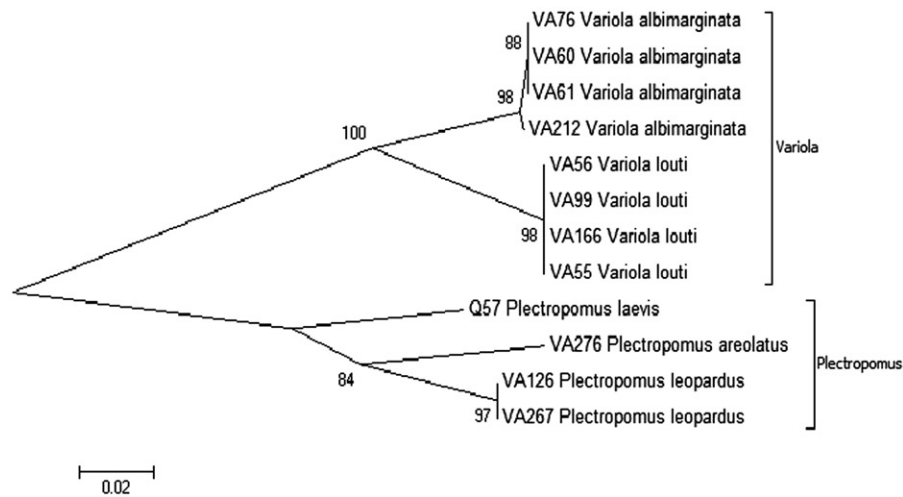 VA76 Variola albimarginata
88
VA60 Variola albimarginata
VA61 Variola albimarginata
98
VA212 Variola albimarginata
100
Variola
VA56 Variola louti
VA99 Variola louti
VA166 Variola louti
98
VA55 Variola louti
Q57 Plectropomus laevis
VA276 Plectropomus areolatus
Plectropomus
84
VA126 Plectropomus leopardus
97
VA267 Plectropomus leopardus
0.02